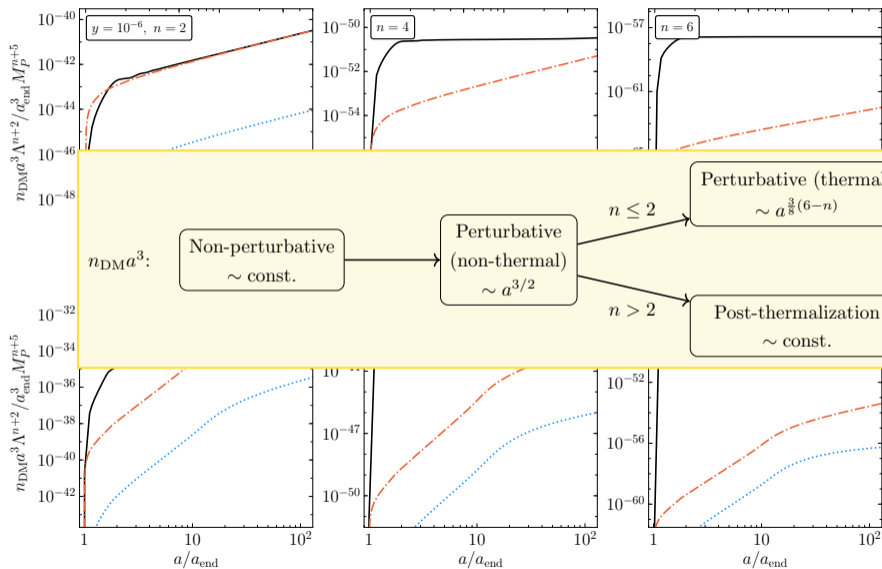 10^{-40}
10^{-42}
10^{-44}
10^{-46}
10^{-48}
n_{DM}a^3Λ^{n+2}/a^3_{end}M_P^{n+5}
y = 10^{-6}, n = 2
10^{-50}
10^{-52}
10^{-54}
n = 4
10^{-57}
10^{-61}
n = 6
n_{DM}a^3:
Non-perturbative
∼ const.
Perturbative
(non-thermal)
∼ a^{3/2}
n ≤ 2
n > 2
Perturbative (thermal
∼ a^{\frac{3}{8}(6−n)}
Post-thermalization
∼ const.
10^{-32}
10^{-34}
10^{-36}
10^{-38}
10^{-40}
10^{-42}
n_{DM}a^3Λ^{n+2}/a^3_{end}M_P^{n+5}
1 10 10^2
a/a_{end}
10^{-47}
10^{-50}
1 10 10^2
a/a_{end}
10^{-52}
10^{-56}
10^{-60}
1 10 10^2
a/a_{end}